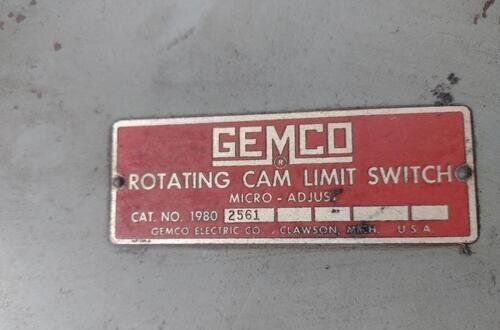 GEMCO
®
ROTATING CAM LIMIT SWITCH
MICRO - ADJUST
CAT. NO. 1980 2561
GEMCO ELECTRIC CO., CLAWSON, MICH. U.S.A.